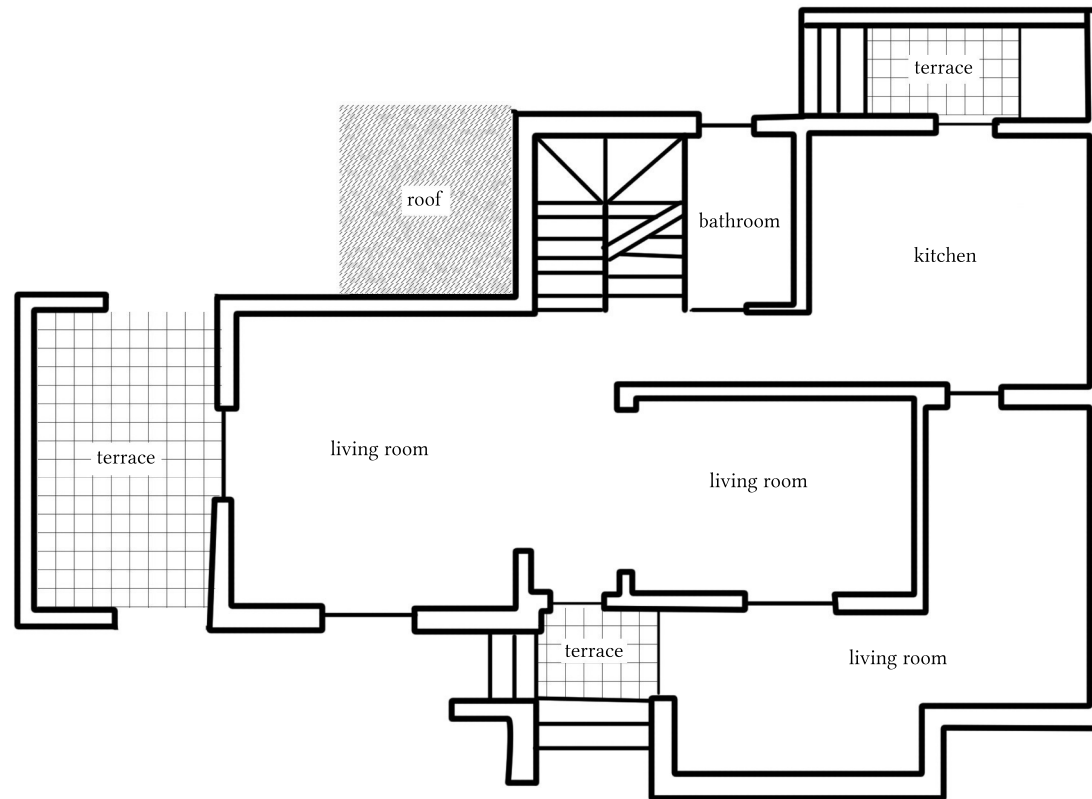 terrace
roof
bathroom
kitchen
terrace
living room
living room
terrace
living room